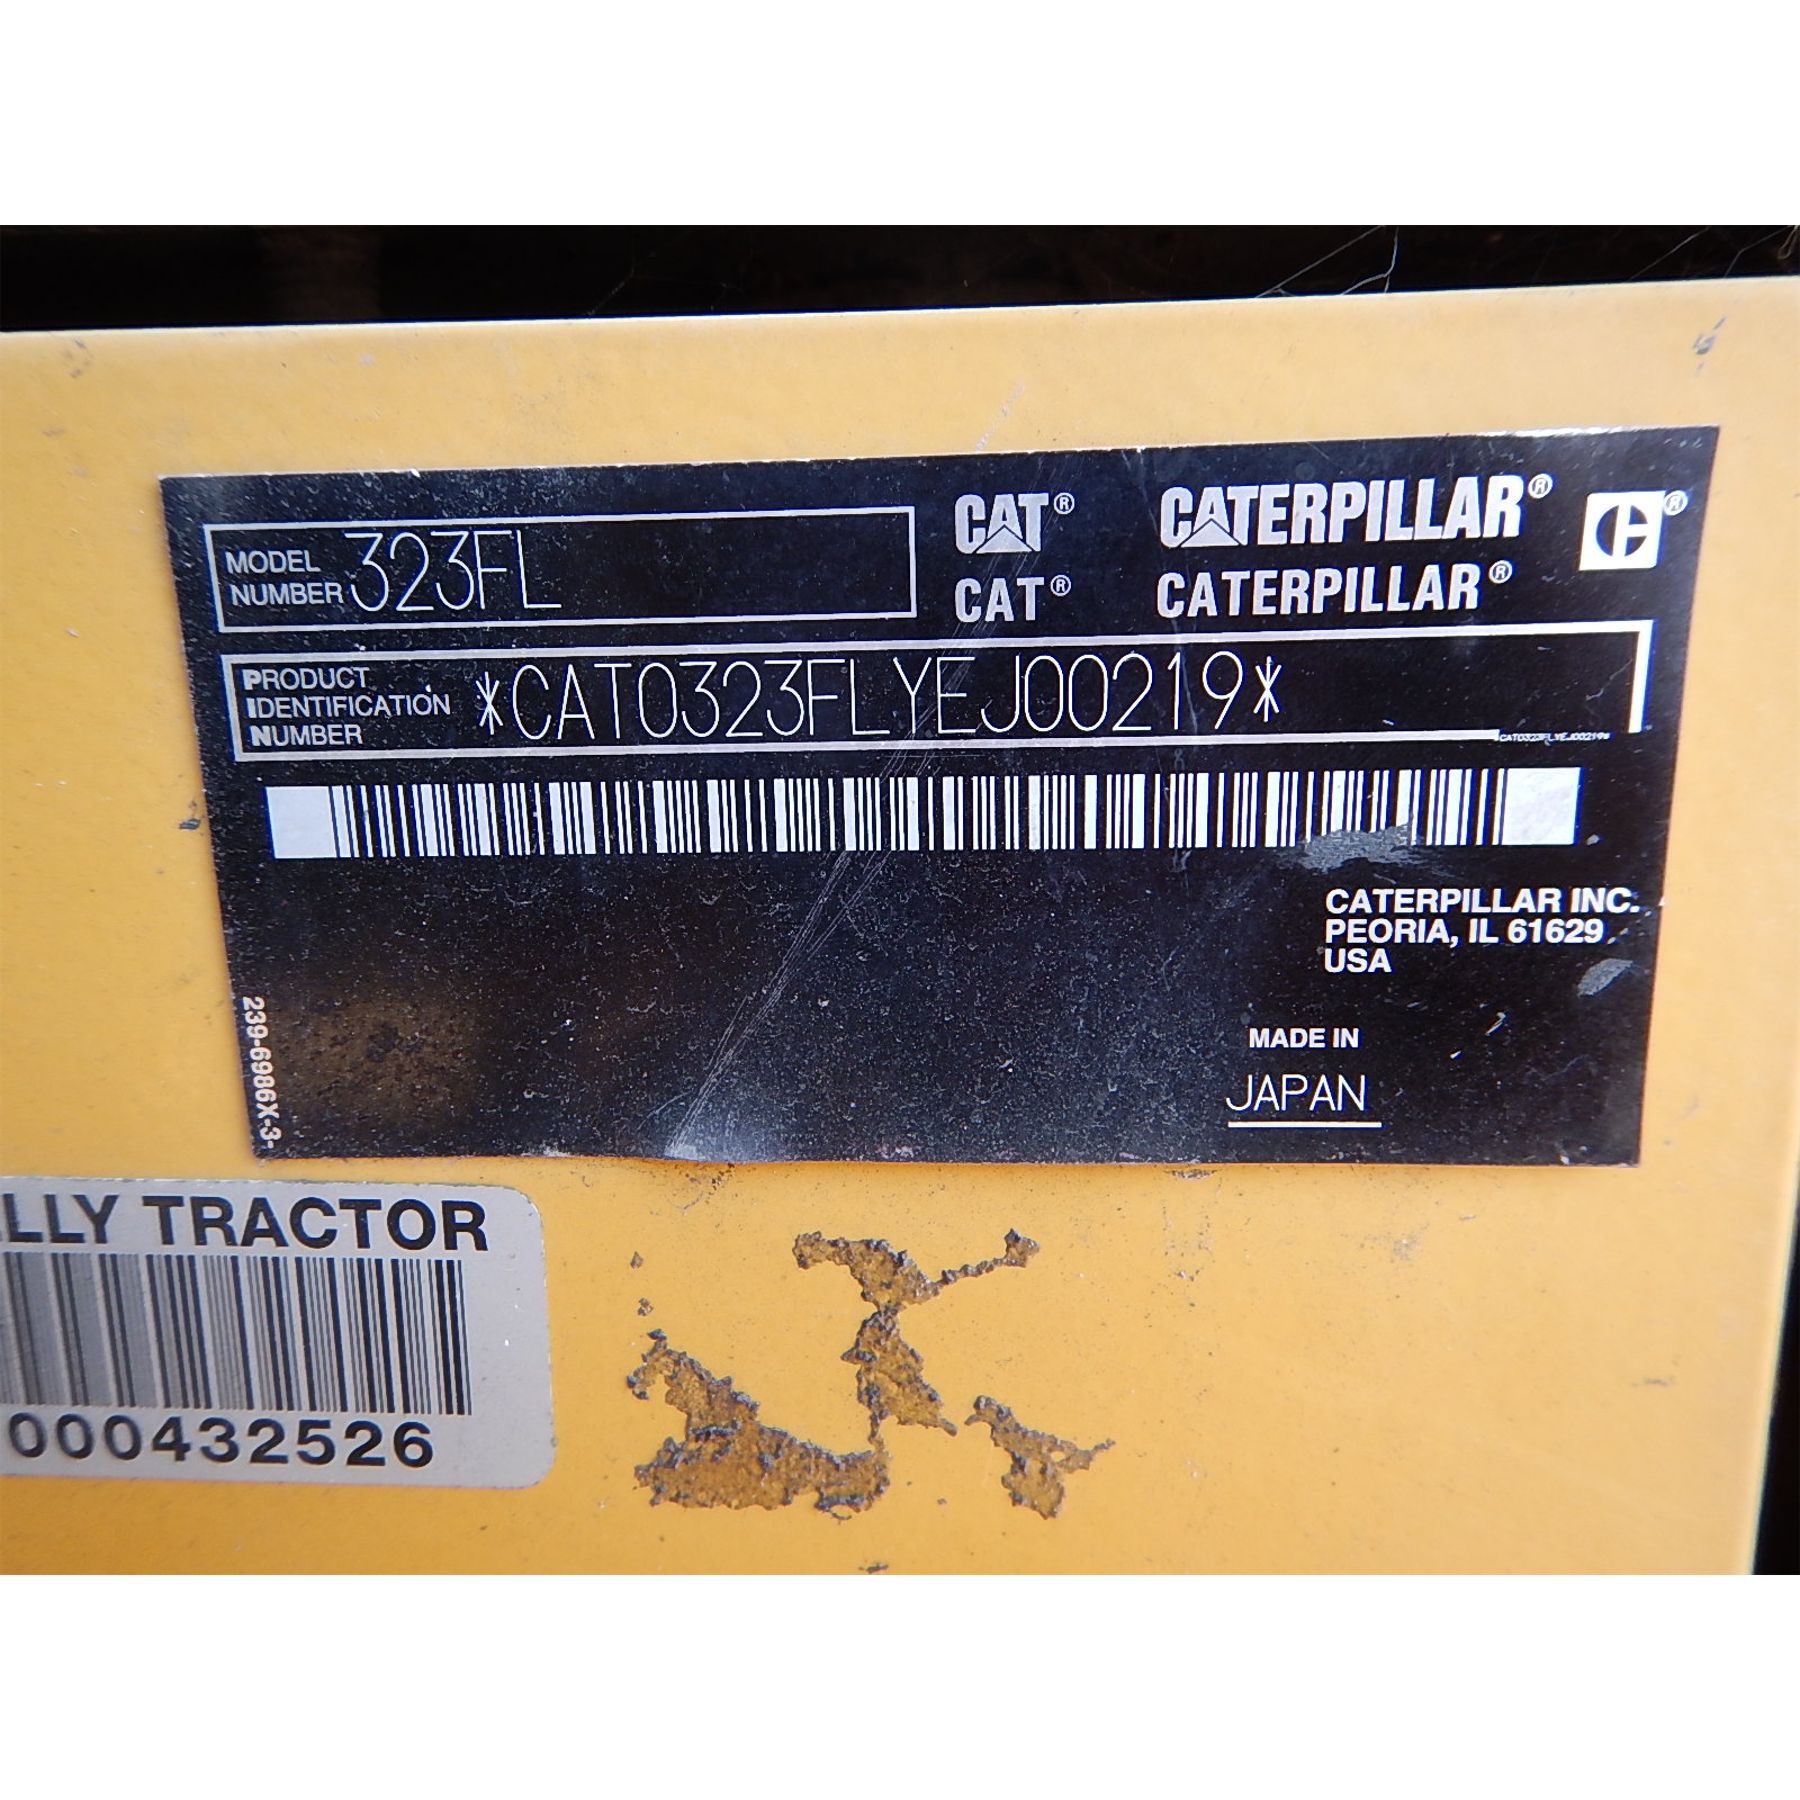 MODEL NUMBER 323FL
CAT® CATERPILLAR®
CAT® CATERPILLAR®
PRODUCT IDENTIFICATION NUMBER *CAT0323FLYEJ00219*
*CAT0323FLYEJ00219*
CATERPILLAR INC.
PEORIA, IL 61629
USA
MADE IN
JAPAN
239-6986X-3-
LLY TRACTOR
000432526